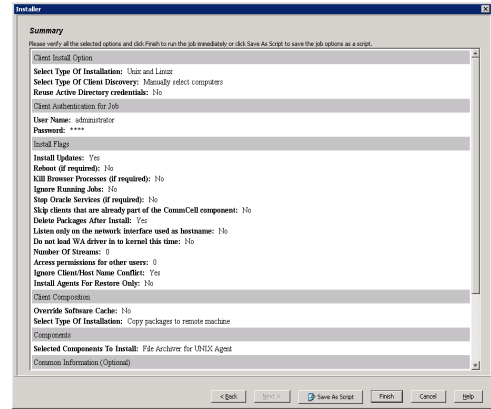 Installer
Summary
Please verify all the selected options and click Finish to run the job immediately or click Save As Script to save the job options as a script.
Client Install Option
Select Type Of Installation: Unix and Linux
Select Type Of Client Discovery: Manually select computers
Reuse Active Directory credentials: No
Client Authentication for Job
User Name: administrator
Password: ****
Install Flags
Install Updates: Yes
Reboot (if required): No
Kill Browser Processes (if required): No
Ignore Running Jobs: No
Stop Oracle Services (if required): No
Skip clients that are already part of the CommCell component: No
Delete Packages After Install: Yes
Listen only on the network interface used as hostname: No
Do not load WA driver in to kernel this time: No
Number Of Streams: 0
Access permissions for other users: 0
Ignore Client/Host Name Conflict: Yes
Install Agents For Restore Only: No
Client Composition
Override Software Cache: No
Select Type Of Installation: Copy packages to remote machine
Components
Selected Components To Install: File Archiver for UNIX Agent
Common Information (Optional)
< Back Next > Save As Script Finish Cancel Help